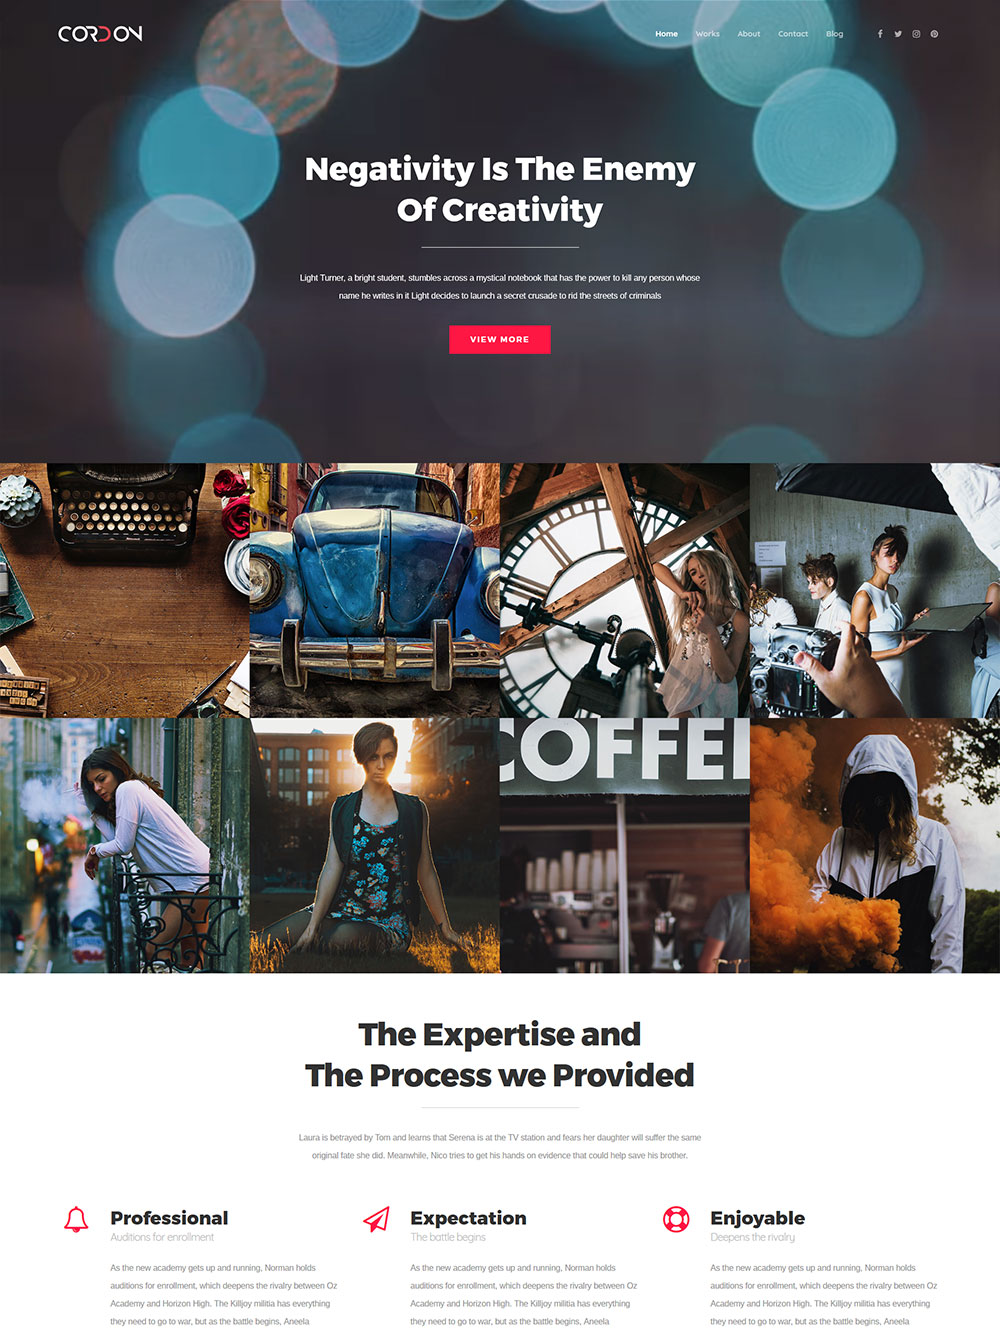 CORDON
Home Works About Contact Blog
Negativity Is The Enemy
Of Creativity
Light Turner, a bright student, stumbles across a mystical notebook that has the power to kill any person whose
name he writes in it Light decides to launch a secret crusade to rid the streets of criminals
VIEW MORE
COFFEE
The Expertise and
The Process we Provided
Laura is betrayed by Tom and learns that Serena is at the TV station and fears her daughter will suffer the same
original fate she did. Meanwhile, Nico tries to get his hands on evidence that could help save his brother.
Professional
Auditions for enrollment
As the new academy gets up and running, Norman holds
auditions for enrollment, which deepens the rivalry between Oz
Academy and Horizon High. The Killjoy militia has everything
they need to go to war, but as the battle begins, Aneela
Expectation
The battle begins
As the new academy gets up and running, Norman holds
auditions for enrollment, which deepens the rivalry between Oz
Academy and Horizon High. The Killjoy militia has everything
they need to go to war, but as the battle begins, Aneela
Enjoyable
Deepens the rivalry
As the new academy gets up and running, Norman holds
auditions for enrollment, which deepens the rivalry between Oz
Academy and Horizon High. The Killjoy militia has everything
they need to go to war, but as the battle begins, Aneela